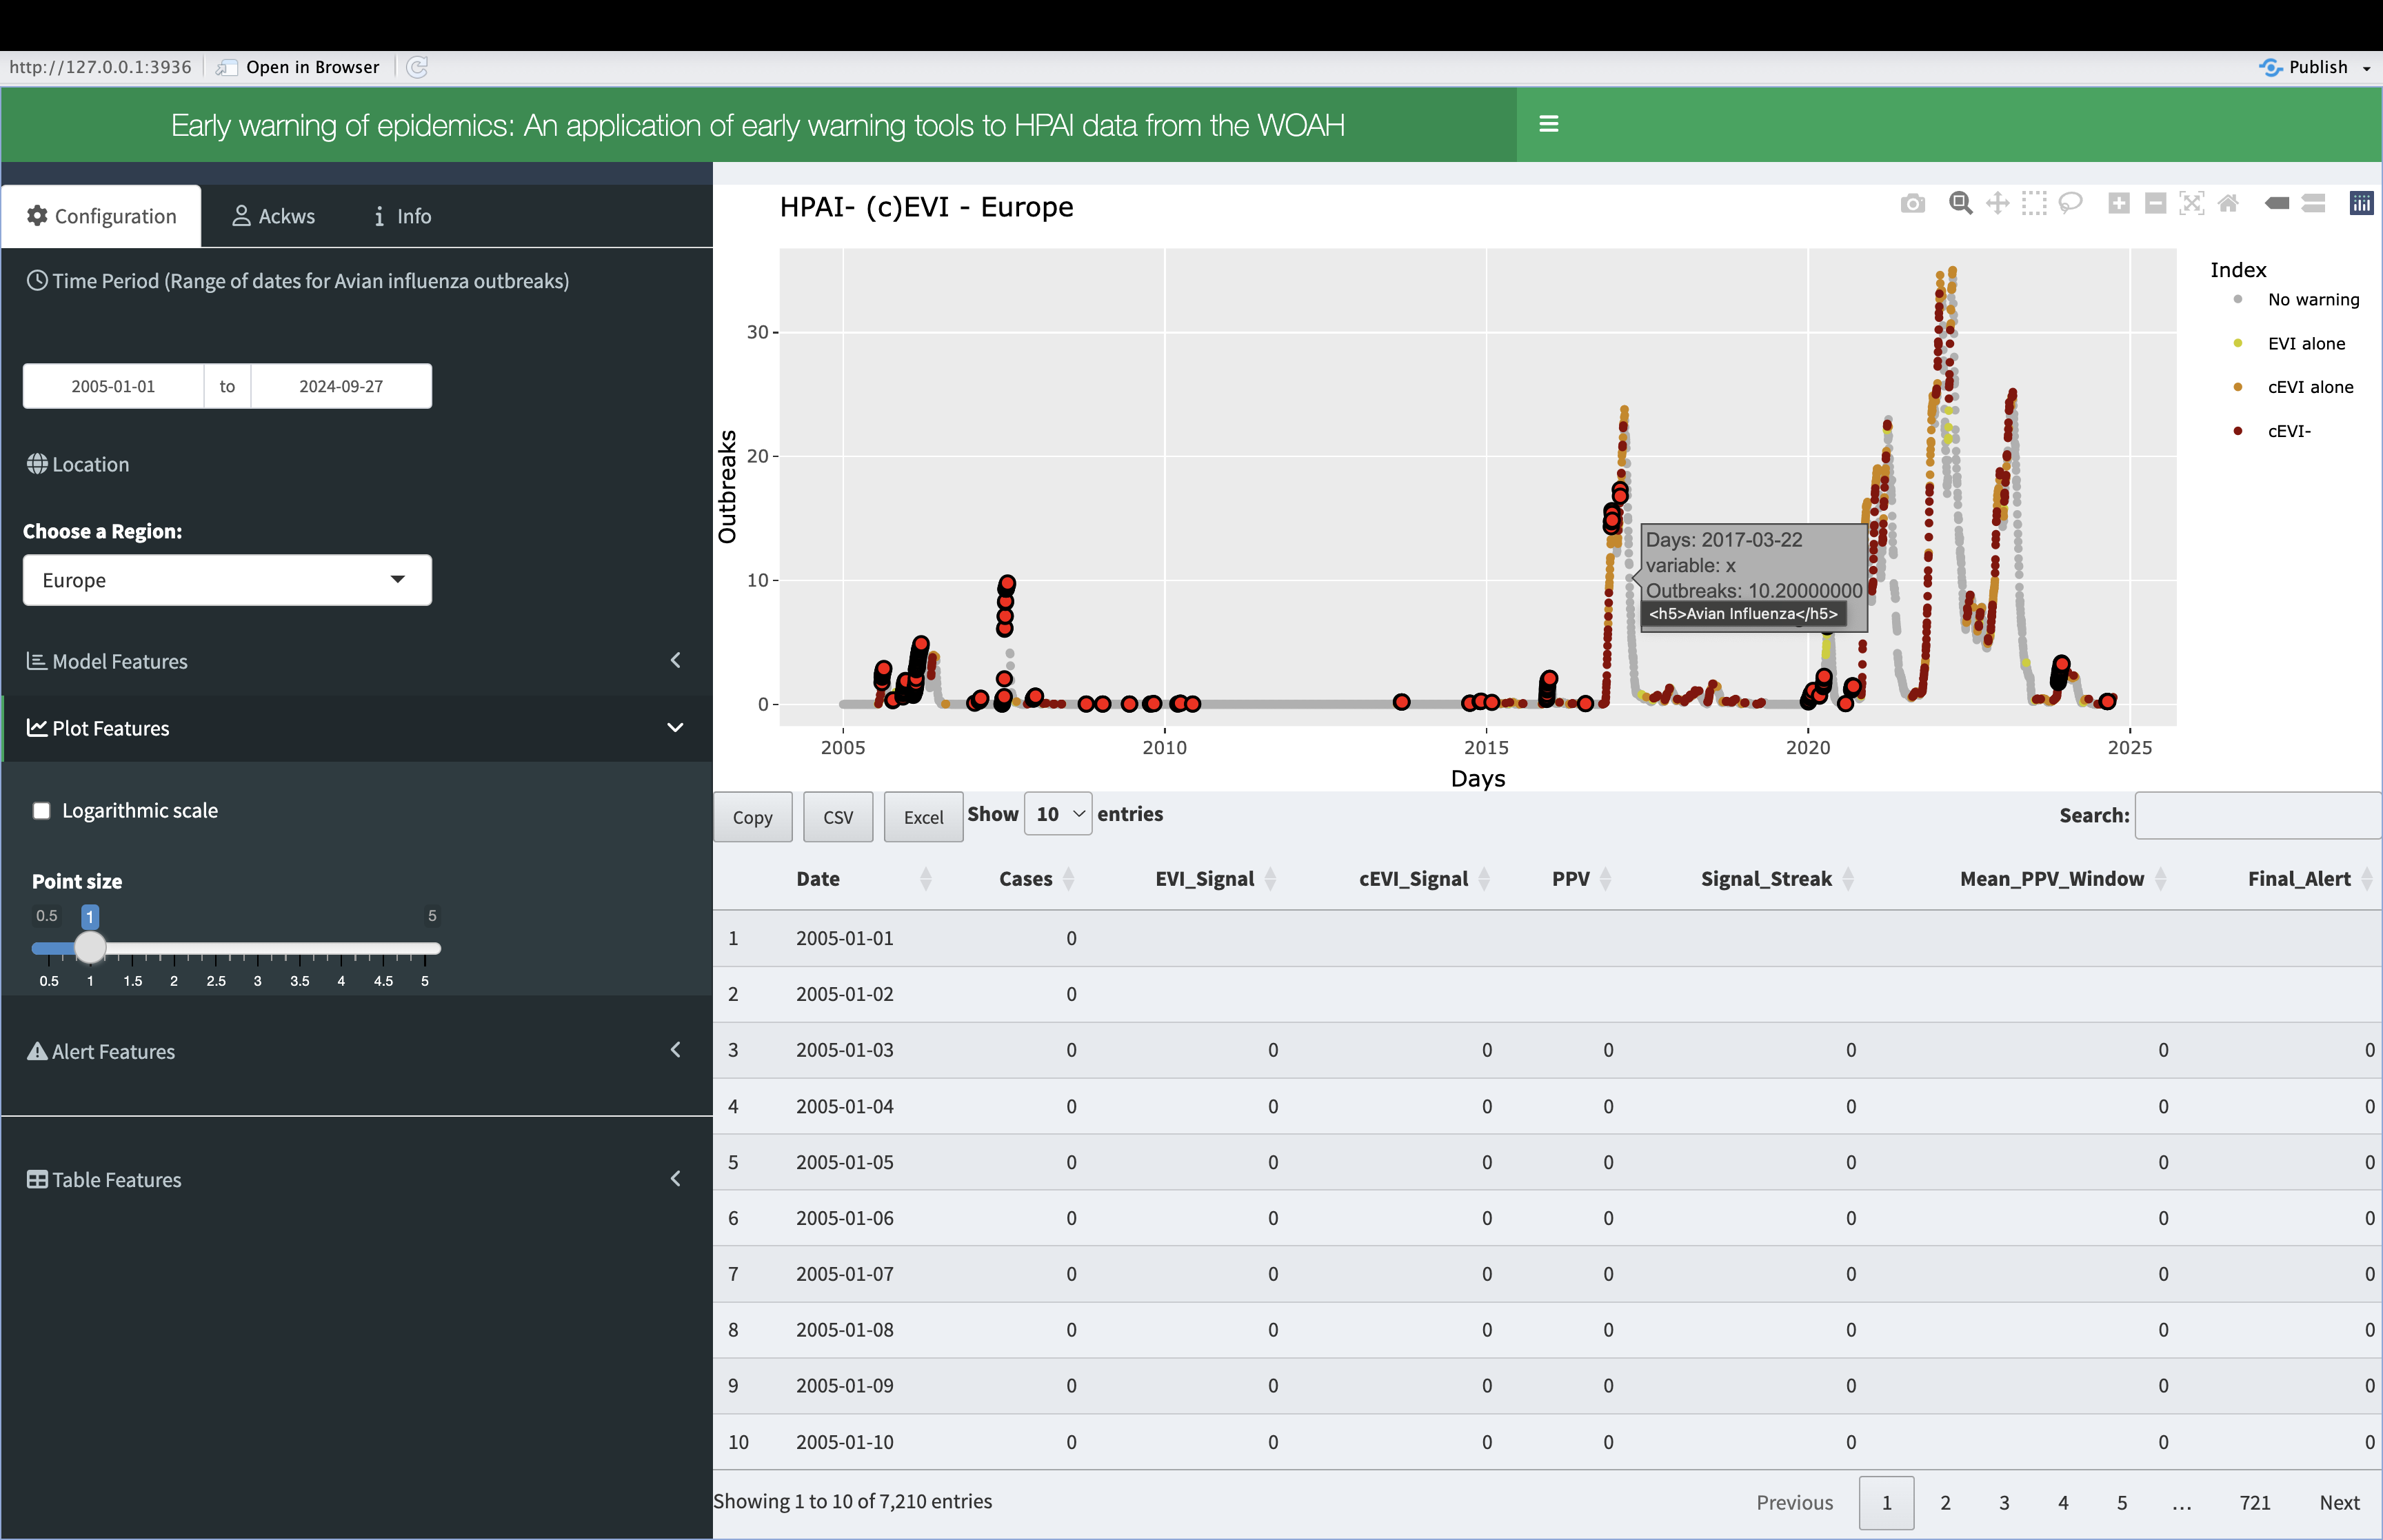 http://127.0.0.1:3936 Open in Browser Publish
Early warning of epidemics: An application of early warning tools to HPAI data from the WOAH
Configuration Ackws Info
Time Period (Range of dates for Avian influenza outbreaks)
2005-01-01 to 2024-09-27
Location
Choose a Region:
Europe
Model Features
Plot Features
Logarithmic scale
Point size
0.5 1 5
0.5 1 1.5 2 2.5 3 3.5 4 4.5 5
Alert Features
Table Features
HPAI- (c)EVI - Europe
Outbreaks
30
20
10
0
2005 2010 2015 2020 2025
Days
Days: 2017-03-22
variable: x
Outbreaks: 10.20000000
<h5>Avian Influenza</h5>
Index
No warning
EVI alone
cEVI alone
cEVI-
Copy CSV Excel Show 10 entries Search:
Date Cases EVI_Signal cEVI_Signal PPV Signal_Streak Mean_PPV_Window Final_Alert
1 2005-01-01 0
2 2005-01-02 0
3 2005-01-03 0 0 0 0 0 0 0
4 2005-01-04 0 0 0 0 0 0 0
5 2005-01-05 0 0 0 0 0 0 0
6 2005-01-06 0 0 0 0 0 0 0
7 2005-01-07 0 0 0 0 0 0 0
8 2005-01-08 0 0 0 0 0 0 0
9 2005-01-09 0 0 0 0 0 0 0
10 2005-01-10 0 0 0 0 0 0 0
Showing 1 to 10 of 7,210 entries
Previous 1 2 3 4 5 ... 721 Next